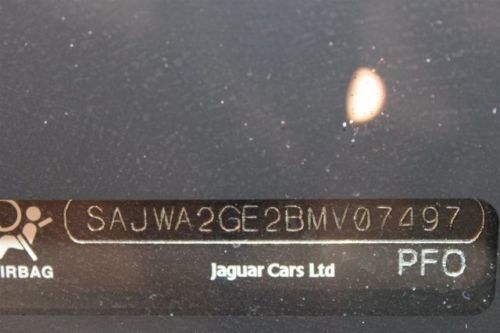 SAJWA2GE2BMV07497
AIRBAG
Jaguar Cars Ltd
PFO